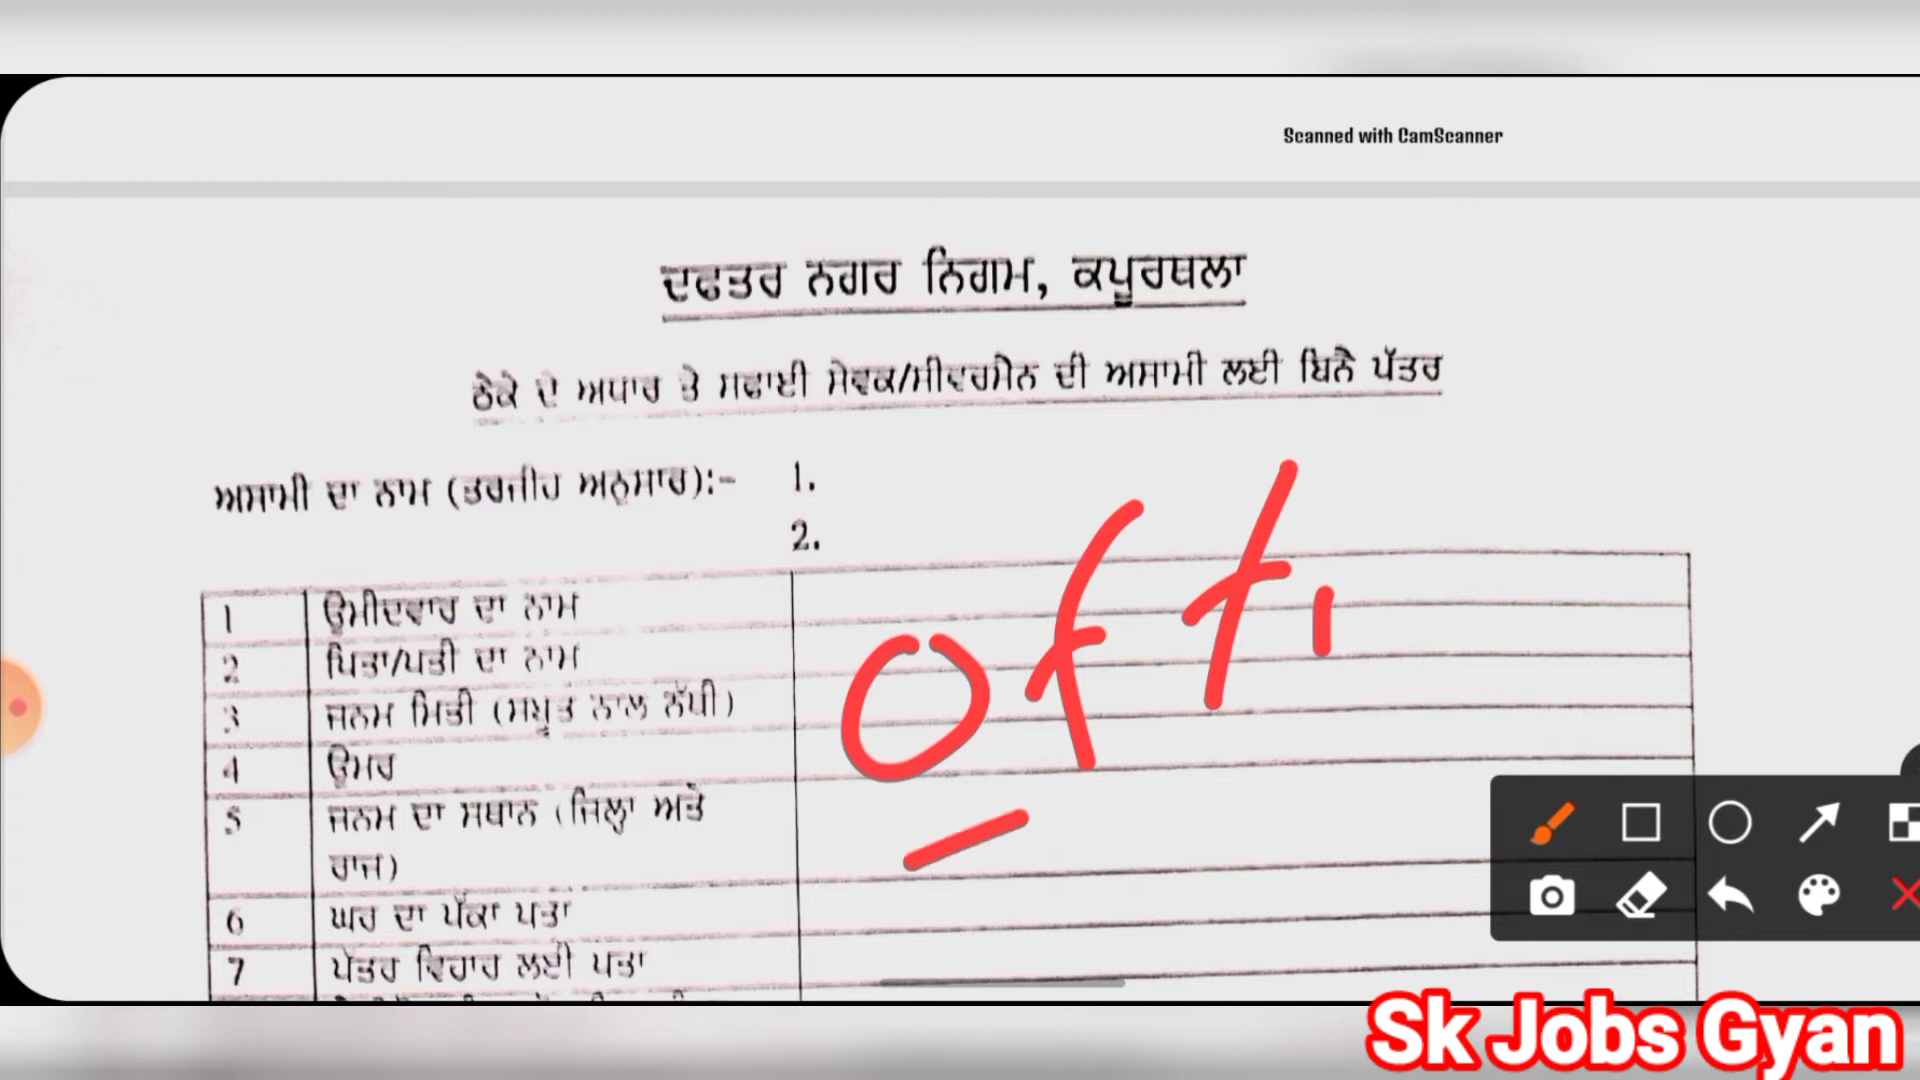 Scanned with CamScanner
ਦਫਤਰ ਨਗਰ ਨਿਗਮ, ਕਪੂਰਥਲਾ
ਠੇਕੇ ਦੇ ਅਧਾਰ ਤੇ ਸਫਾਈ ਸੇਵਕ/ਸੀਵਰਮੈਨ ਦੀ ਅਸਾਮੀ ਲਈ ਬਿਨੈ ਪੱਤਰ
ਅਸਾਮੀ ਦਾ ਨਾਮ (ਤਰਜੀਹ ਅਨੁਸਾਰ):- 1.
2.
1 ਉਮੀਦਵਾਰ ਦਾ ਨਾਮ
2 ਪਿਤਾ/ਪਤੀ ਦਾ ਨਾਮ
3 ਜਨਮ ਮਿਤੀ (ਸਬੂਤ ਨਾਲ ਨੱਥੀ)
4 ਉਮਰ
5 ਜਨਮ ਦਾ ਸਥਾਨ (ਜਿਲ੍ਹਾ ਅਤੇ
ਰਾਜ)
6 ਘਰ ਦਾ ਪੱਕਾ ਪਤਾ
7 ਪੱਤਰ ਵਿਹਾਰ ਲਈ ਪਤਾ
Sk Jobs Gyan